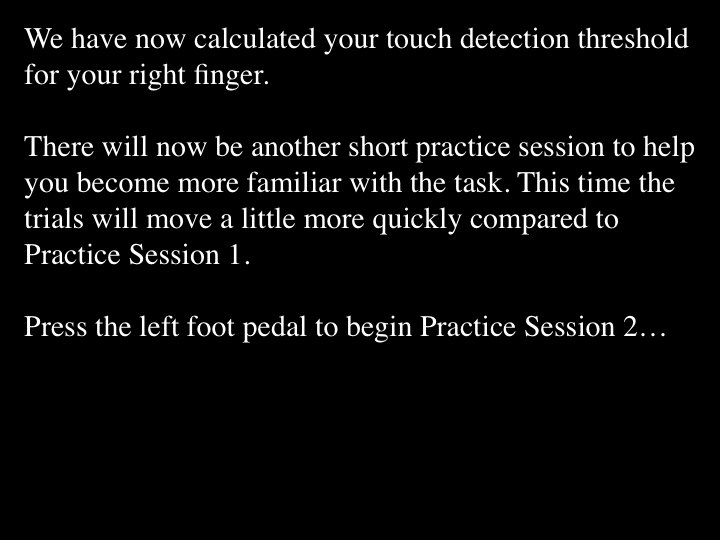 We have now calculated your touch detection threshold
for your right finger.
There will now be another short practice session to help
you become more familiar with the task. This time the
trials will move a little more quickly compared to
Practice Session 1.
Press the left foot pedal to begin Practice Session 2…